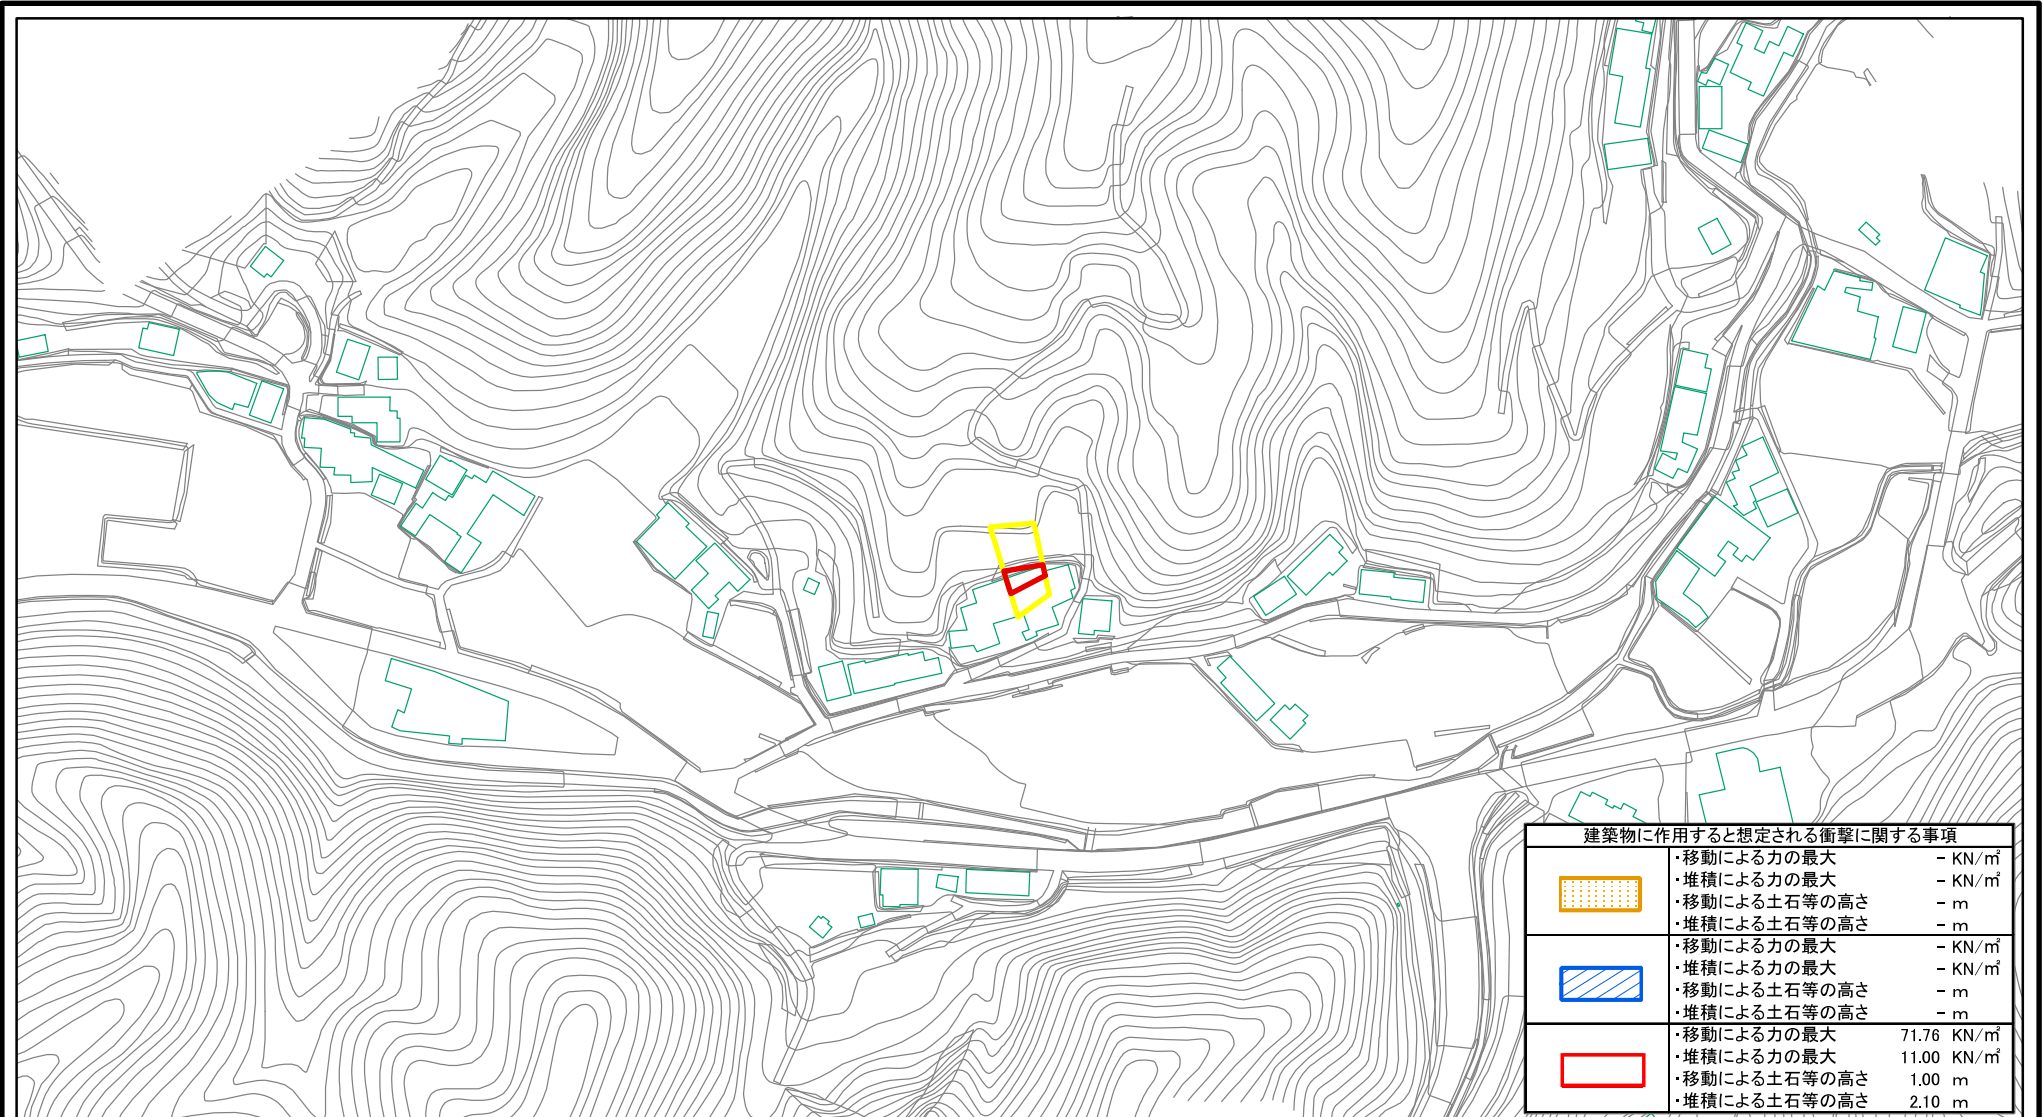 建築物に作用すると想定される衝撃に関する事項
・移動による力の最大 - KN/㎡
・堆積による力の最大 - KN/㎡
・移動による土石等の高さ - m
・堆積による土石等の高さ - m
・移動による力の最大 - KN/㎡
・堆積による力の最大 - KN/㎡
・移動による土石等の高さ - m
・堆積による土石等の高さ - m
・移動による力の最大 71.76 KN/㎡
・堆積による力の最大 11.00 KN/㎡
・移動による土石等の高さ 1.00 m
・堆積による土石等の高さ 2.10 m